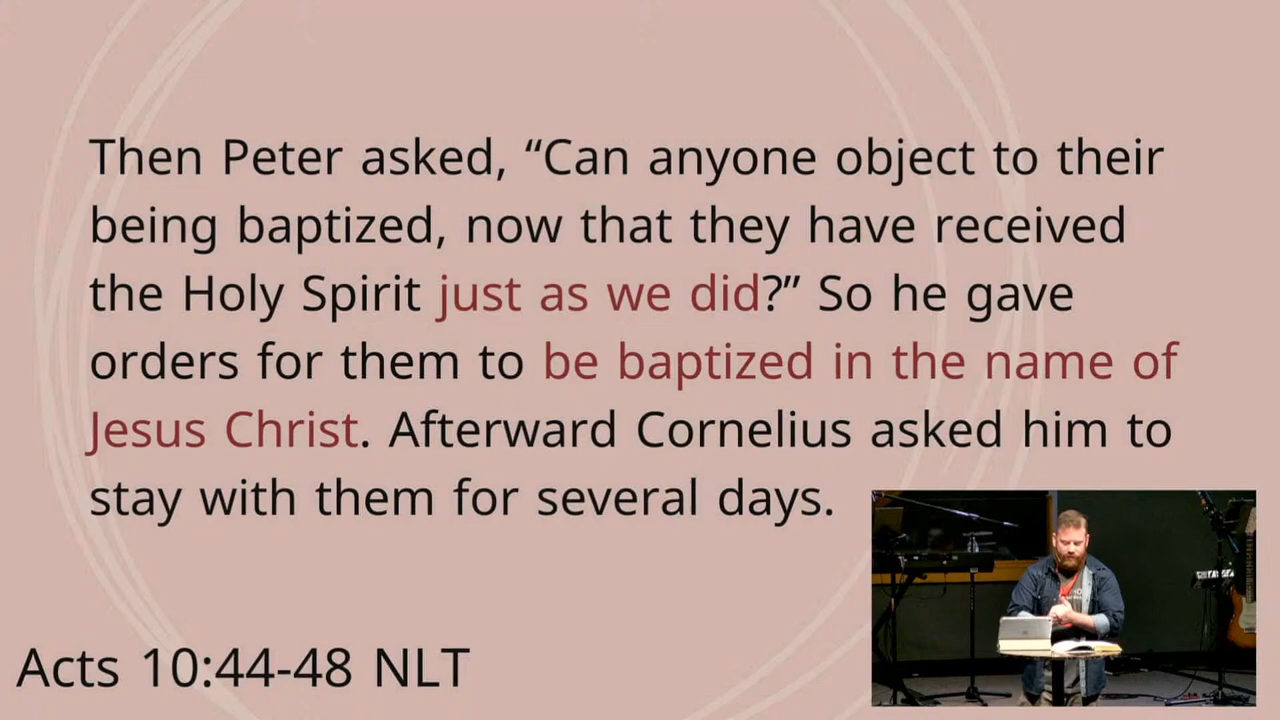 Then Peter asked, “Can anyone object to their
being baptized, now that they have received
the Holy Spirit just as we did?” So he gave
orders for them to be baptized in the name of
Jesus Christ. Afterward Cornelius asked him to
stay with them for several days.
Acts 10:44-48 NLT